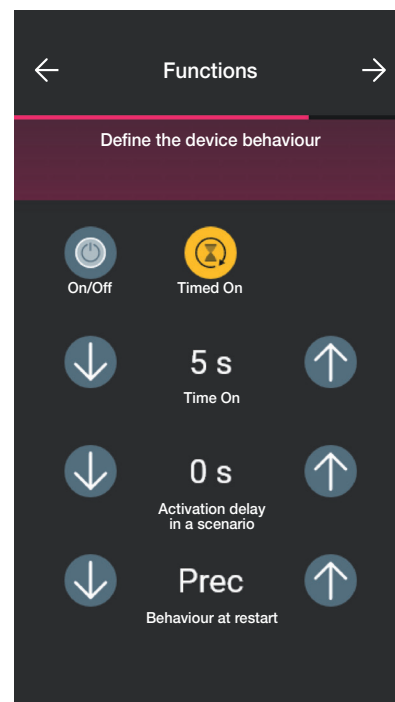 Functions
Define the device behaviour
On/Off
Timed On
5 s
Time On
0 s
Activation delay
in a scenario
Prec
Behaviour at restart